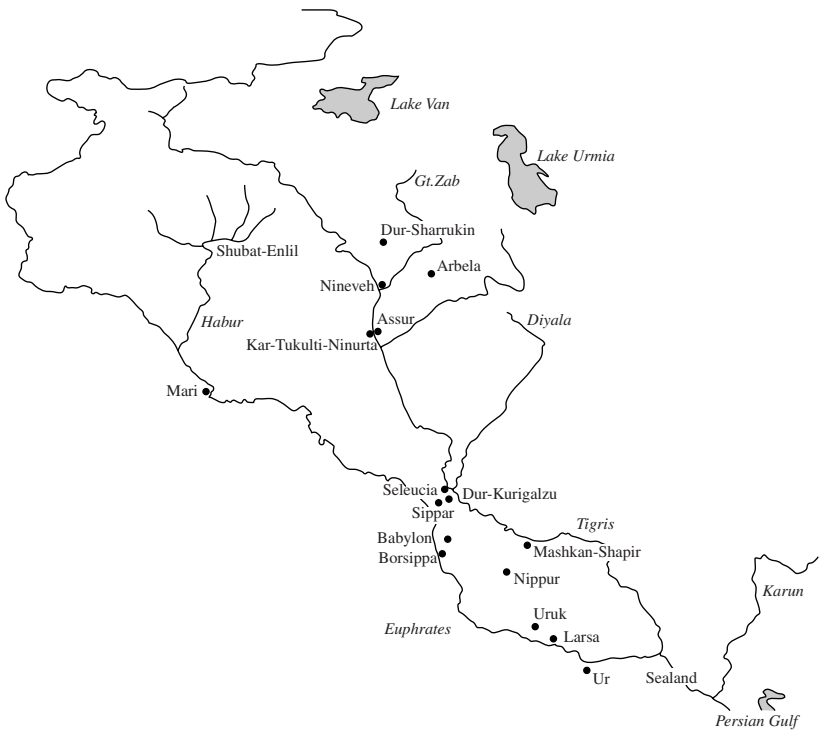 Lake Van
Lake Urmia
Gt.Zab
Dur-Sharrukin
Shubat-Enlil
Arbela
Nineveh
Habur
Assur
Diyala
Kar-Tukulti-Ninurta
Mari
Seleucia
Dur-Kurigalzu
Sippar
Tigris
Babylon
Mashkan-Shapir
Borsippa
Nippur
Karun
Uruk
Euphrates
Larsa
Ur
Sealand
Persian Gulf